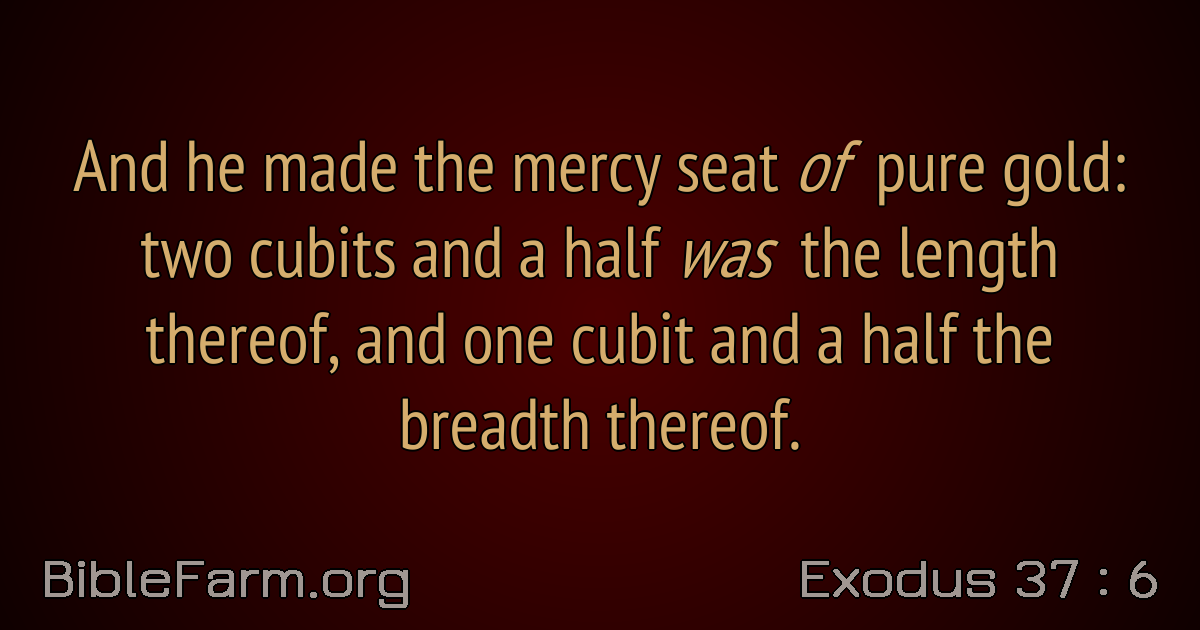 And he made the mercy seat of pure gold:
two cubits and a half was the length
thereof, and one cubit and a half the
breadth thereof.
BibleFarm.org
Exodus 37 : 6